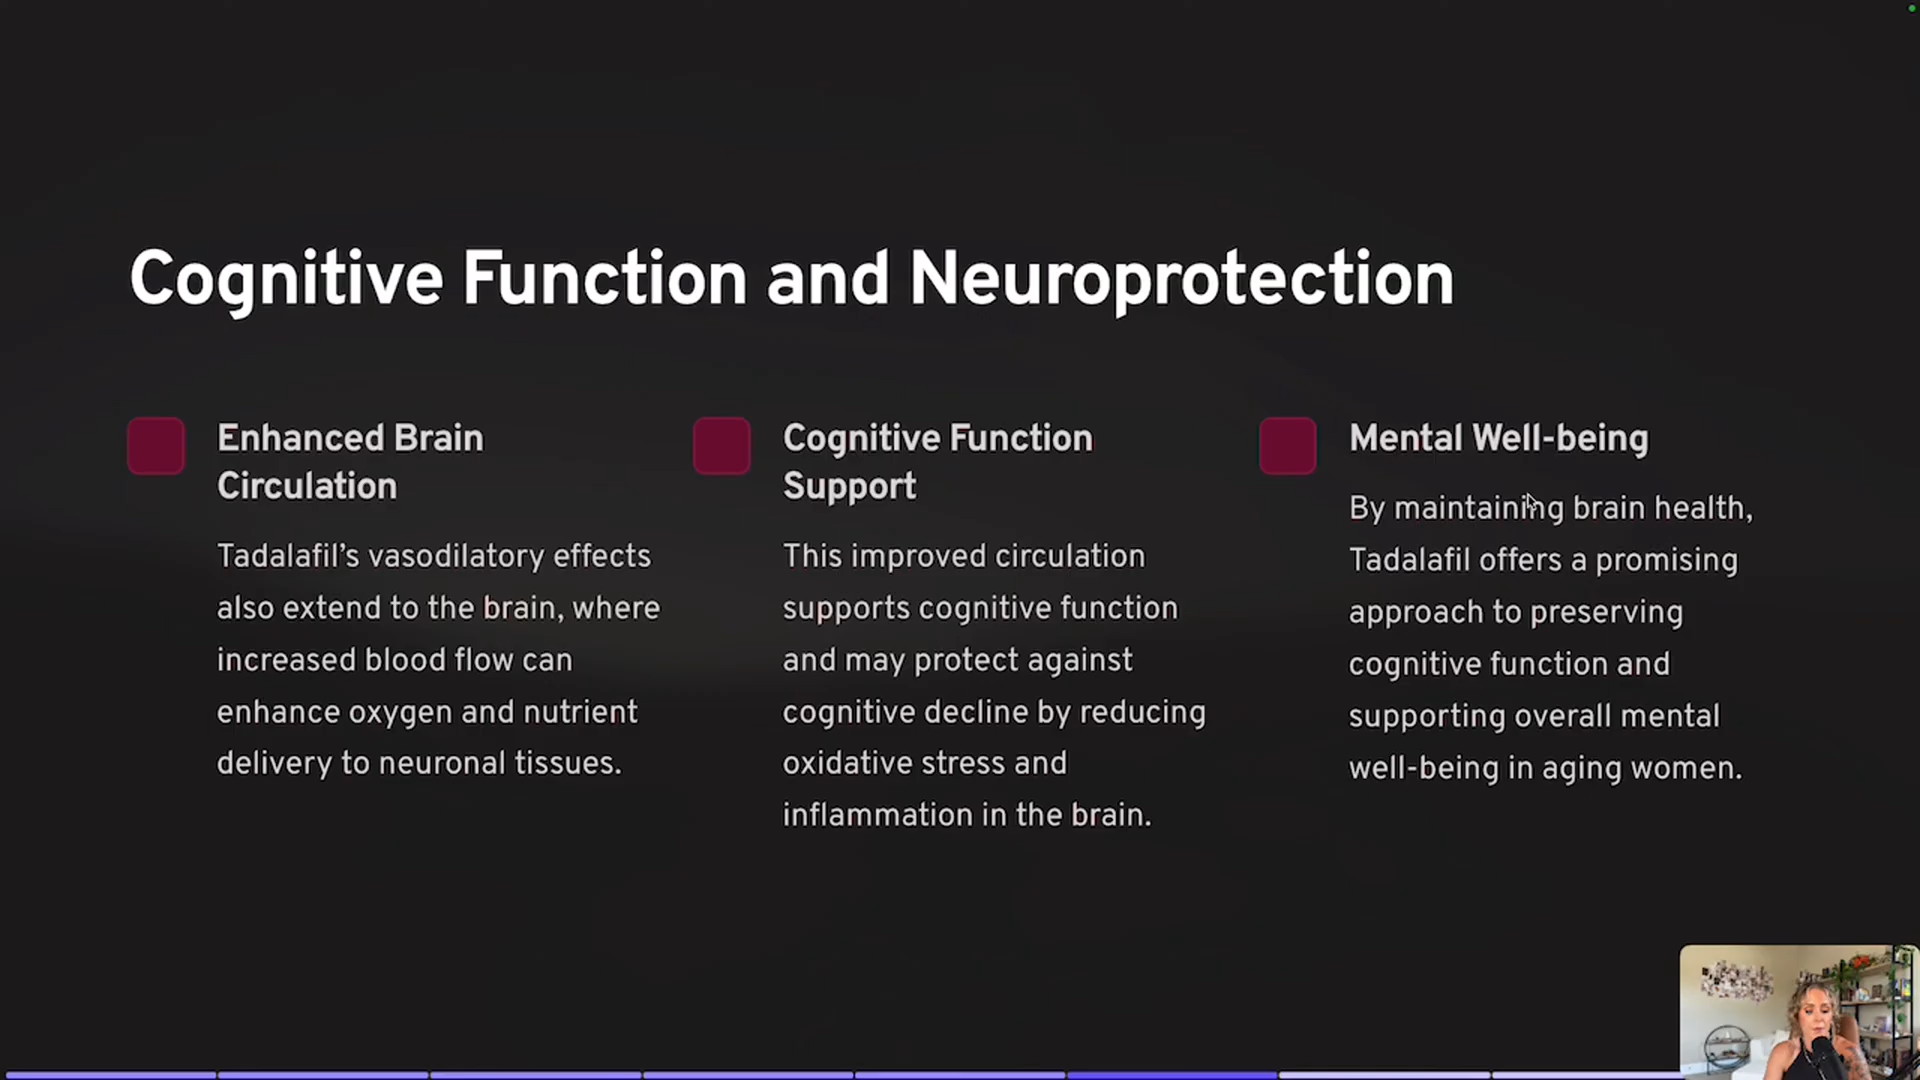 Cognitive Function and Neuroprotection
Enhanced Brain
Circulation
Tadalafil’s vasodilatory effects
also extend to the brain, where
increased blood flow can
enhance oxygen and nutrient
delivery to neuronal tissues.
Cognitive Function
Support
This improved circulation
supports cognitive function
and may protect against
cognitive decline by reducing
oxidative stress and
inflammation in the brain.
Mental Well-being
By maintaining brain health,
Tadalafil offers a promising
approach to preserving
cognitive function and
supporting overall mental
well-being in aging women.